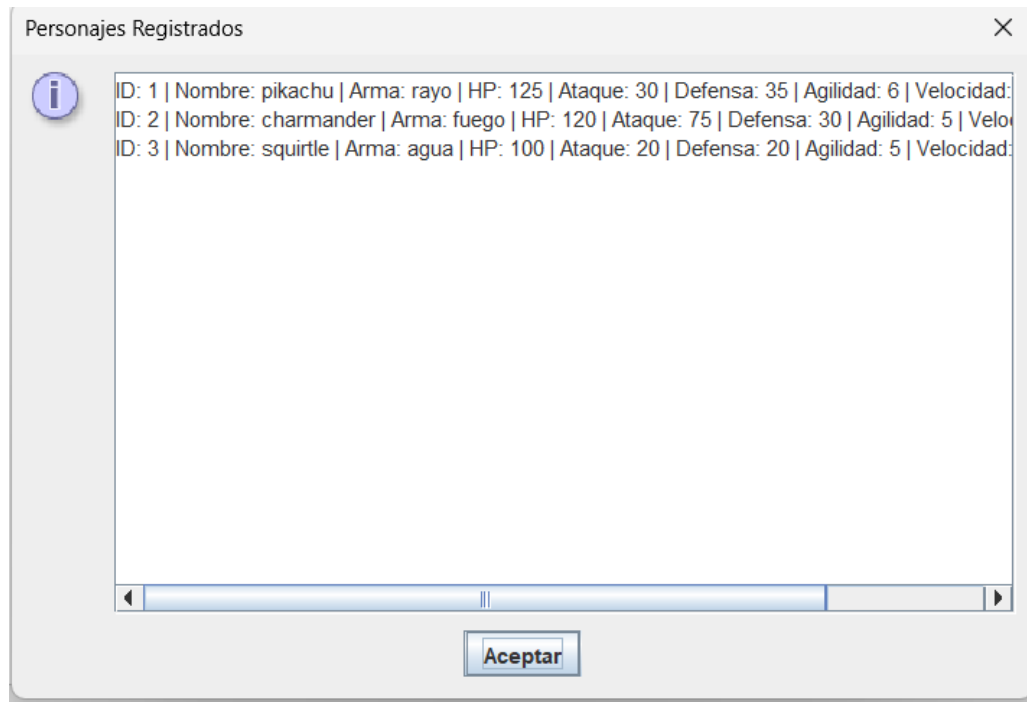 Personajes Registrados
ID: 1 | Nombre: pikachu | Arma: rayo | HP: 125 | Ataque: 30 | Defensa: 35 | Agilidad: 6 | Velocidad:
ID: 2 | Nombre: charmander | Arma: fuego | HP: 120 | Ataque: 75 | Defensa: 30 | Agilidad: 5 |
ID: 3 | Nombre: squirtle | Arma: agua | HP: 100 | Ataque: 20 | Defensa: 20 | Agilidad: 5 | Velocidad:
Aceptar